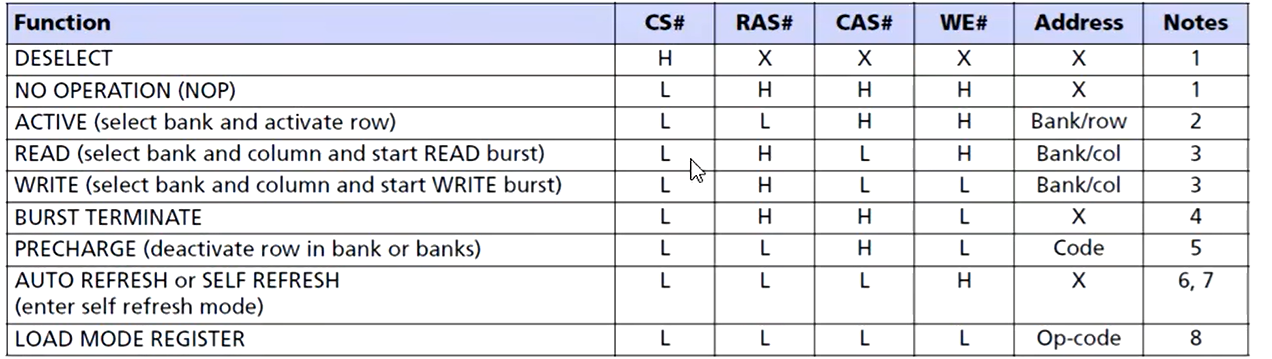 Function CS# RAS# CAS# WE# Address Notes
DESELECT H X X X X 1
NO OPERATION (NOP) L H H H X 1
ACTIVE (select bank and activate row) L L H H Bank/row 2
READ (select bank and column and start READ burst) L H L H Bank/col 3
WRITE (select bank and column and start WRITE burst) L H L L Bank/col 3
BURST TERMINATE L H H L X 4
PRECHARGE (deactivate row in bank or banks) L L H L Code 5
AUTO REFRESH or SELF REFRESH L L L H X 6, 7
(enter self refresh mode)
LOAD MODE REGISTER L L L L Op-code 8